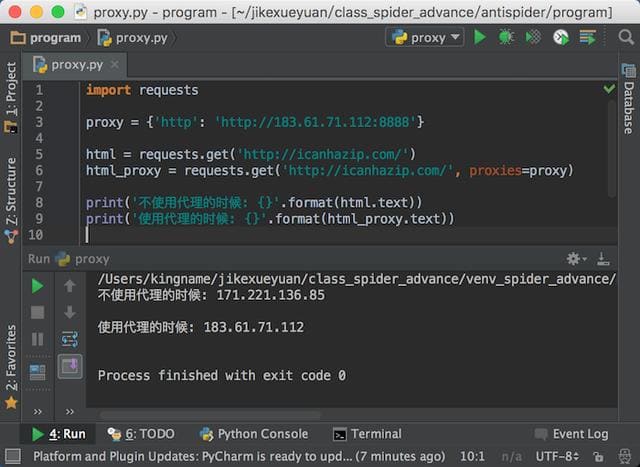 proxy.py - program - [~/jikexueyuan/class_spider_advance/antispider/program]
program proxy.py proxy
proxy.py
1: Project
Z: Structure
2: Favorites
Database
1 import requests
2
3 proxy = {'http': 'http://183.61.71.112:8888'}
4
5 html = requests.get('http://icanhazip.com/')
6 html_proxy = requests.get('http://icanhazip.com/', proxies=proxy)
7
8 print('不使用代理的时候: {}'.format(html.text))
9 print('使用代理的时候: {}'.format(html_proxy.text))
10
Run proxy
/Users/kingname/jikexueyuan/class_spider_advance/venv_spider_advance/
不使用代理的时候: 171.221.136.85
使用代理的时候: 183.61.71.112
Process finished with exit code 0
4: Run 6: TODO Python Console Terminal Event Log
Platform and Plugin Updates: PyCharm is ready to upd... (7 minutes ago) 10:1 n/a UTF-8